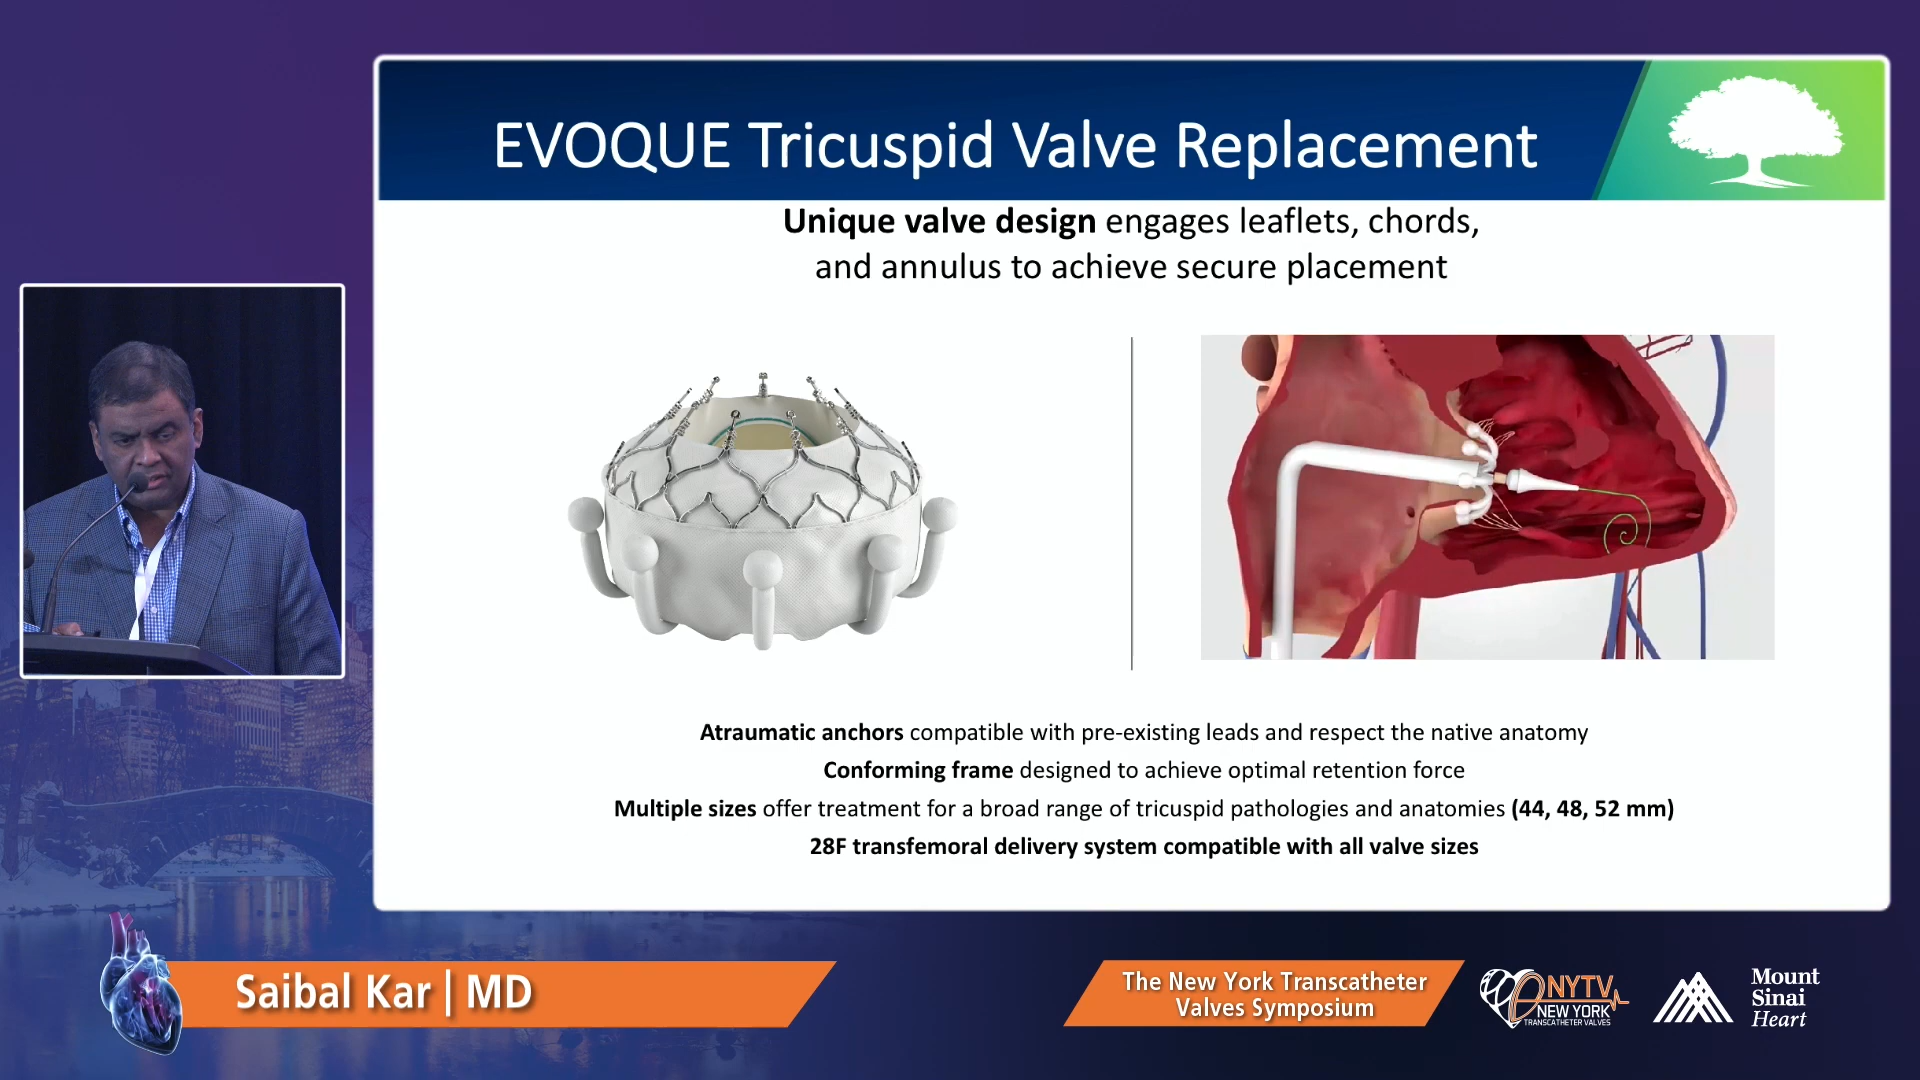 EVOQUE Tricuspid Valve Replacement
Unique valve design engages leaflets, chords,
and annulus to achieve secure placement
Atraumatic anchors compatible with pre-existing leads and respect the native anatomy
Conforming frame designed to achieve optimal retention force
Multiple sizes offer treatment for a broad range of tricuspid pathologies and anatomies (44, 48, 52 mm)
28F transfemoral delivery system compatible with all valve sizes
Saibal Kar | MD
The New York Transcatheter
Valves Symposium
NYTV
NEW YORK
TRANSCATHETER VALVES
Mount
Sinai
Heart